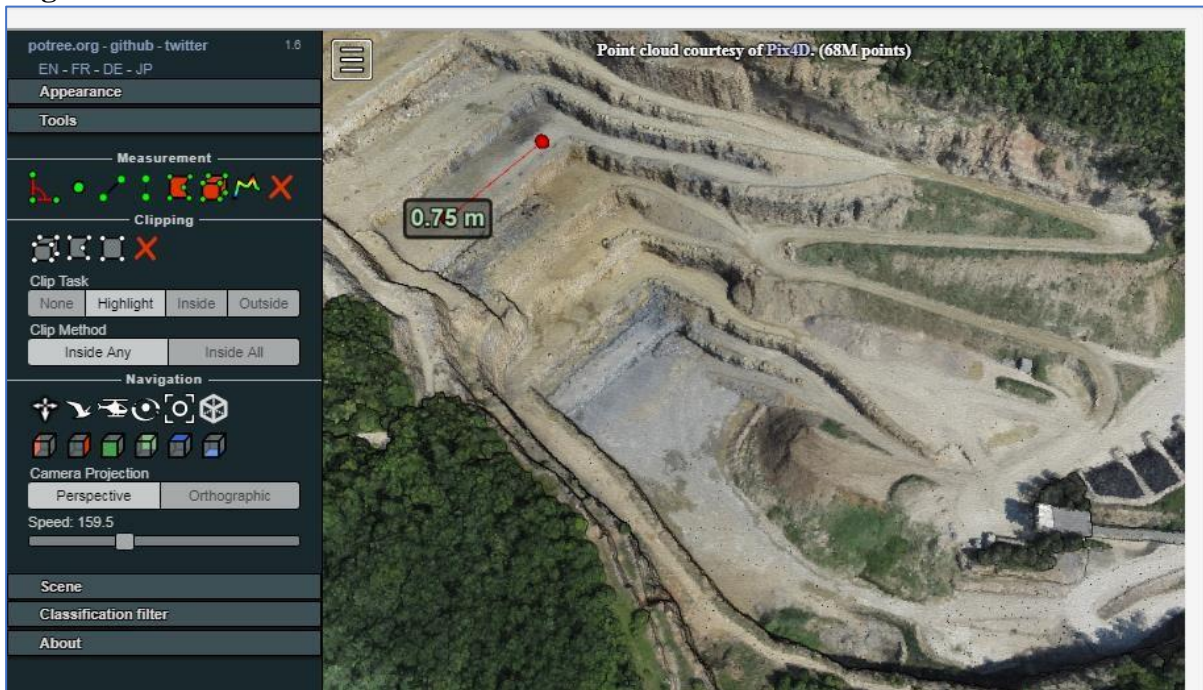 potree.org - github - twitter 1.6
EN - FR - DE - JP
Appearance
Tools
Measurement
Clipping
Clip Task
None Highlight Inside Outside
Clip Method
Inside Any Inside All
Navigation
Camera Projection
Perspective Orthographic
Speed: 159.5
Scene
Classification filter
About
Point cloud courtesy of Pix4D. (68M points)
0.75 m